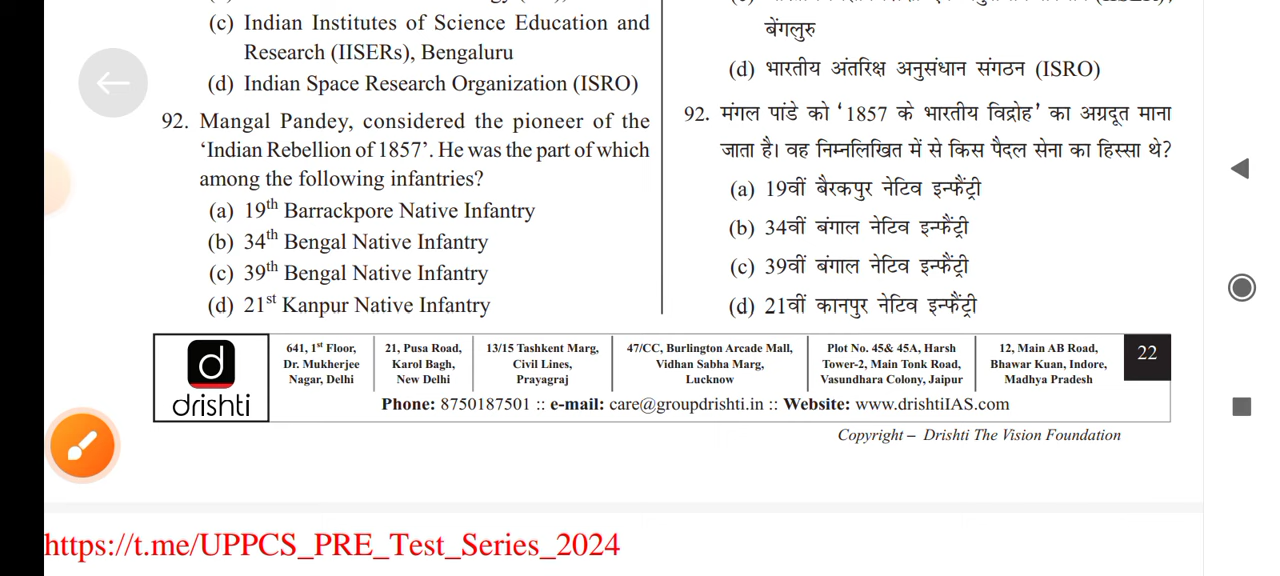 (c) Indian Institutes of Science Education and
Research (IISERs), Bengaluru
(d) Indian Space Research Organization (ISRO)
92. Mangal Pandey, considered the pioneer of the
‘Indian Rebellion of 1857’. He was the part of which
among the following infantries?
(a) 19th Barrackpore Native Infantry
(b) 34th Bengal Native Infantry
(c) 39th Bengal Native Infantry
(d) 21st Kanpur Native Infantry
बेंगलुरु
(d) भारतीय अंतरिक्ष अनुसंधान संगठन (ISRO)
92. मंगल पांडे को ‘1857 के भारतीय विद्रोह’ का अग्रदूत माना
जाता है। वह निम्नलिखित में से किस पैदल सेना का हिस्सा थे?
(a) 19वीं बैरकपुर नेटिव इन्फैंट्री
(b) 34वीं बंगाल नेटिव इन्फैंट्री
(c) 39वीं बंगाल नेटिव इन्फैंट्री
(d) 21वीं कानपुर नेटिव इन्फैंट्री
d
drishti
641, 1st Floor,
Dr. Mukherjee
Nagar, Delhi
21, Pusa Road,
Karol Bagh,
New Delhi
13/15 Tashkent Marg,
Civil Lines,
Prayagraj
47/CC, Burlington Arcade Mall,
Vidhan Sabha Marg,
Lucknow
Plot No. 45& 45A, Harsh
Tower-2, Main Tonk Road,
Vasundhara Colony, Jaipur
12, Main AB Road,
Bhawar Kuan, Indore,
Madhya Pradesh
22
Phone: 8750187501 :: e-mail: care@groupdrishti.in :: Website: www.drishtiIAS.com
Copyright – Drishti The Vision Foundation
https://t.me/UPPCS_PRE_Test_Series_2024